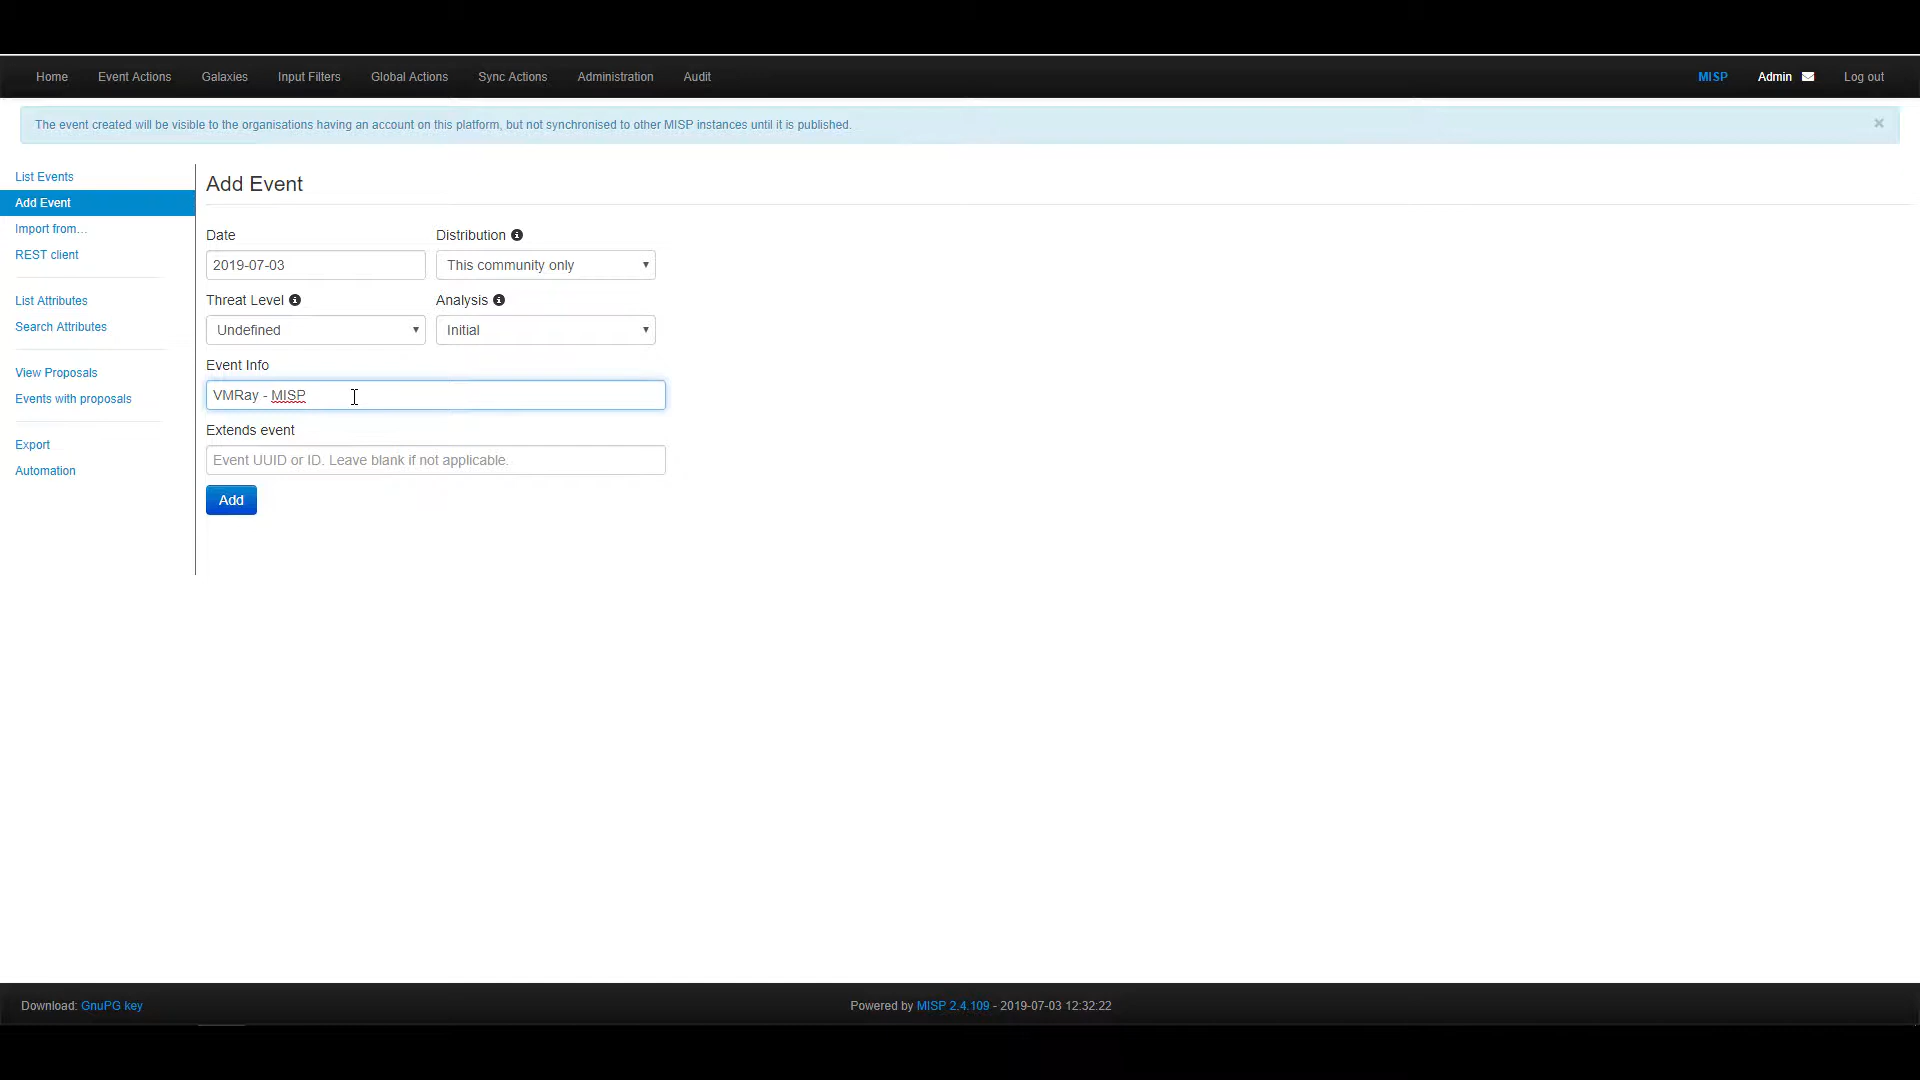 Home Event Actions Galaxies Input Filters Global Actions Sync Actions Administration Audit MISP Admin Log out
The event created will be visible to the organisations having an account on this platform, but not synchronised to other MISP instances until it is published. ×
List Events
Add Event
Import from…
REST client
List Attributes
Search Attributes
View Proposals
Events with proposals
Export
Automation
Add Event
Date Distribution
2019-07-03 This community only
Threat Level Analysis
Undefined Initial
Event Info
VMRay - MISP
Extends event
Event UUID or ID. Leave blank if not applicable.
Add
Download: GnuPG key Powered by MISP 2.4.109 - 2019-07-03 12:32:22